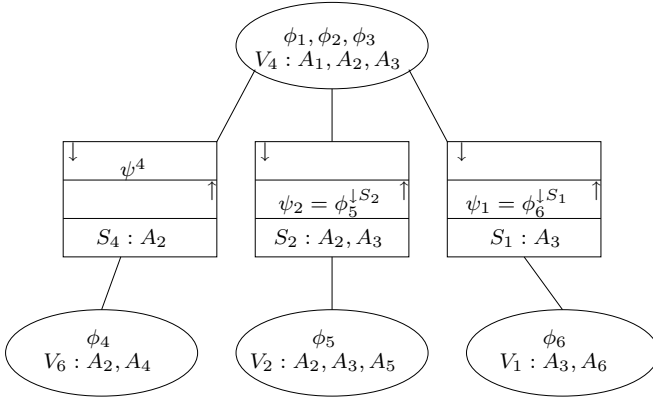 ϕ₁, ϕ₂, ϕ₃
V₄ : A₁, A₂, A₃
↓ ↓ ↓
ψ⁴
↑ ↑ ↑
ψ₂ = ϕ₅^{↓S₂} ψ₁ = ϕ₆^{↓S₁}
S₄ : A₂ S₂ : A₂, A₃ S₁ : A₃
ϕ₄ ϕ₅ ϕ₆
V₆ : A₂, A₄ V₂ : A₂, A₃, A₅ V₁ : A₃, A₆